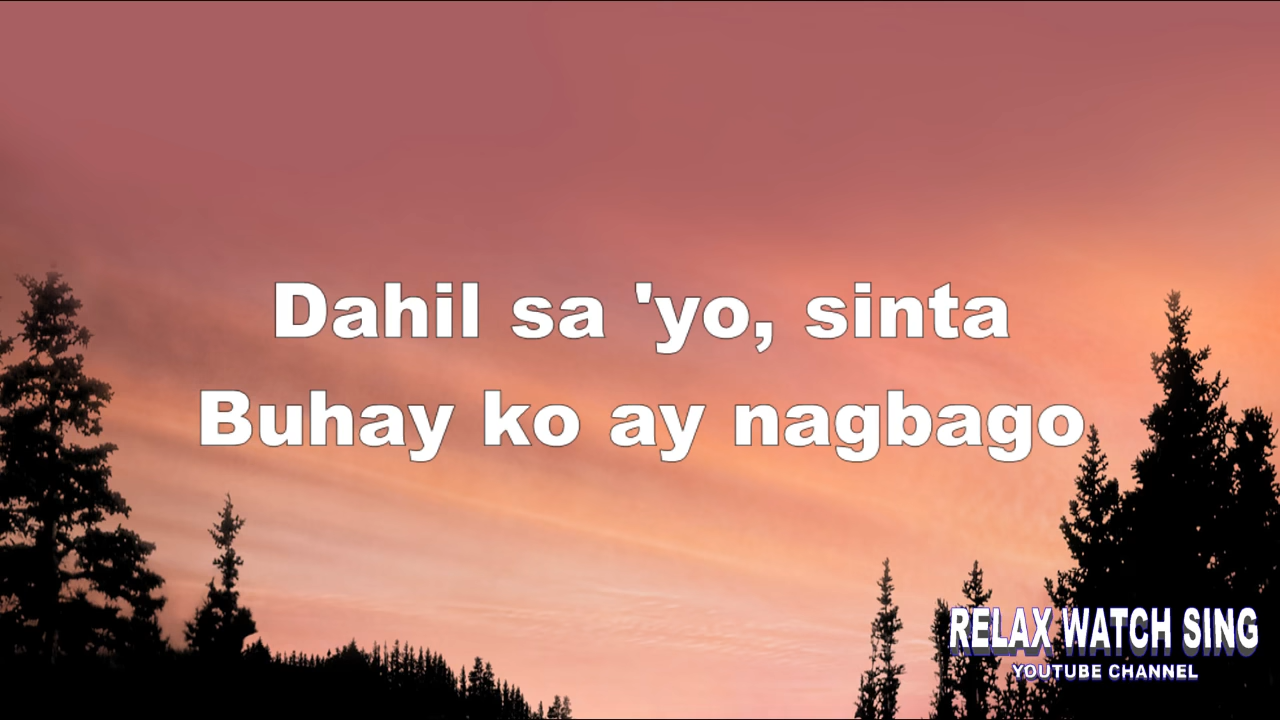 Dahil sa 'yo, sinta
Buhay ko ay nagbago
RELAX WATCH SING
YOUTUBE CHANNEL